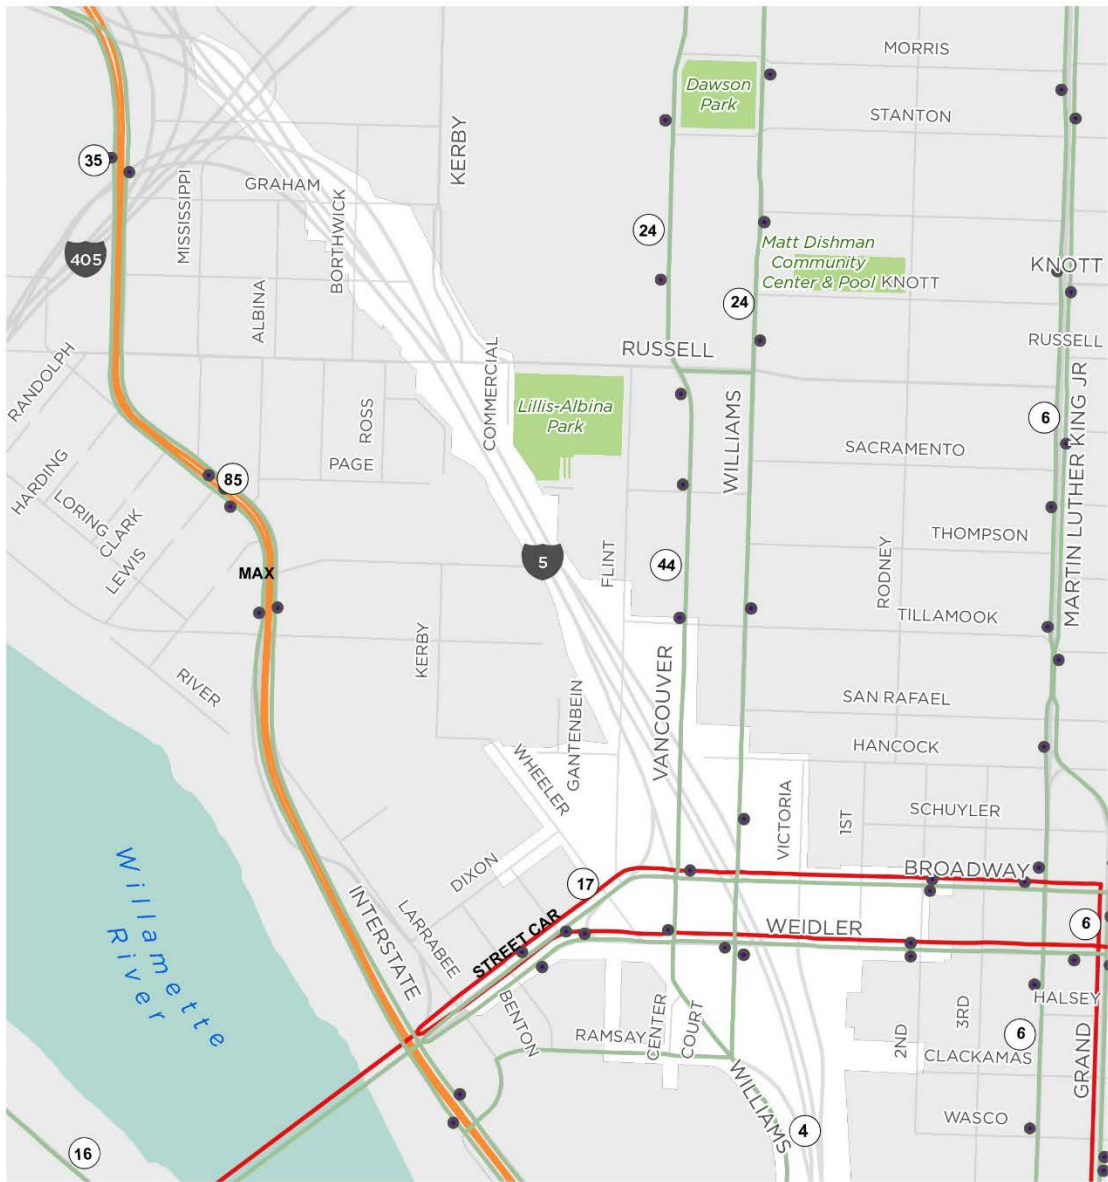 MORRIS
Dawson
Park
STANTON
KERBY
35
GRAHAM
MISSISSIPPI
BORTHWICK
24
Matt Dishman
Community
Center & Pool
KNOTT
KNOTT
405
24
ALBINA
RUSSELL
RUSSELL
RANDOLPH
COMMERCIAL
WILLIAMS
MARTIN LUTHER KING JR
Lillis-Albina
Park
ROSS
6
SACRAMENTO
PAGE
HARDING
85
LORING
CLARK
LEWIS
THOMPSON
5
FLINT
44
RODNEY
MAX
TILLAMOOK
KERBY
RIVER
VANCOUVER
SAN RAFAEL
GANTENBEIN
HANCOCK
WHEELER
VICTORIA
1ST
SCHUYLER
DIXON
BROADWAY
17
Willamette
River
INTERSTATE
LARRABEE
STREET CAR
WEIDLER
6
BENTON
HALSEY
RAMSAY
CENTER
COURT
2ND
3RD
6
CLACKAMAS
GRAND
WILLIAMS
WASCO
4
16